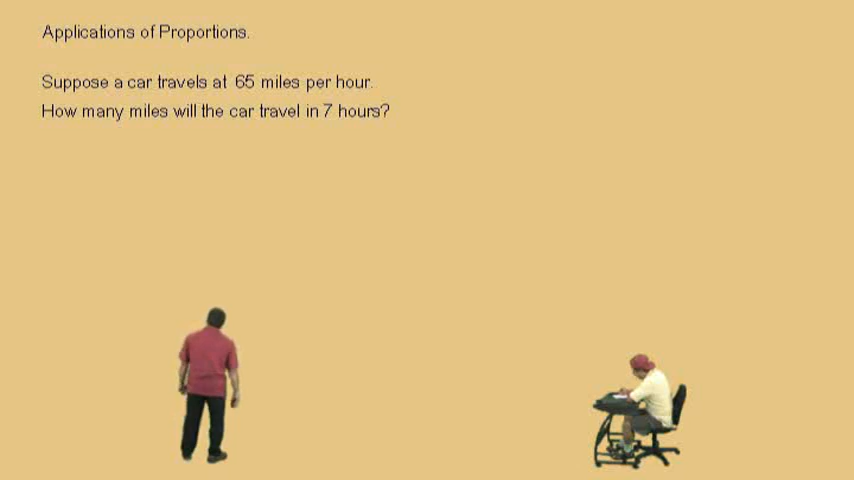 Applications of Proportions.
Suppose a car travels at 65 miles per hour.
How many miles will the car travel in 7 hours?